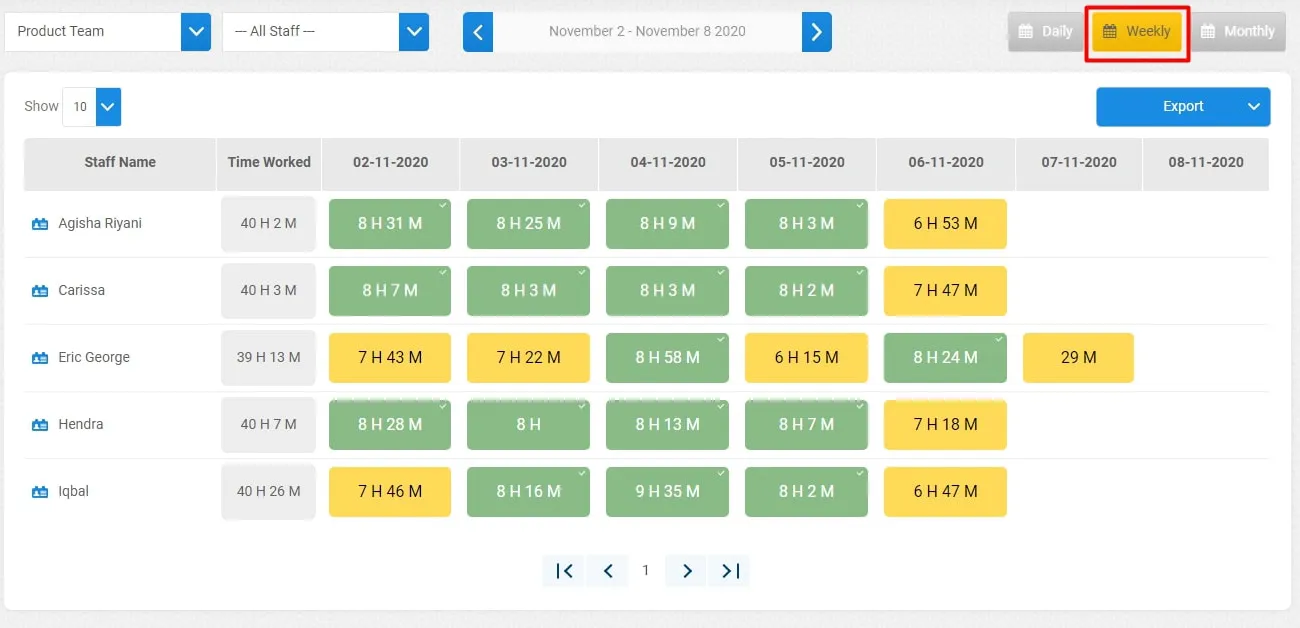 Product Team --- All Staff --- November 2 - November 8 2020 Daily Weekly Monthly
Show 10 Export
Staff Name Time Worked 02-11-2020 03-11-2020 04-11-2020 05-11-2020 06-11-2020 07-11-2020 08-11-2020
Agisha Riyani 40 H 2 M 8 H 31 M 8 H 25 M 8 H 9 M 8 H 3 M 6 H 53 M
Carissa 40 H 3 M 8 H 7 M 8 H 3 M 8 H 3 M 8 H 2 M 7 H 47 M
Eric George 39 H 13 M 7 H 43 M 7 H 22 M 8 H 58 M 6 H 15 M 8 H 24 M 29 M
Hendra 40 H 7 M 8 H 28 M 8 H 8 H 13 M 8 H 7 M 7 H 18 M
Iqbal 40 H 26 M 7 H 46 M 8 H 16 M 9 H 35 M 8 H 2 M 6 H 47 M
1